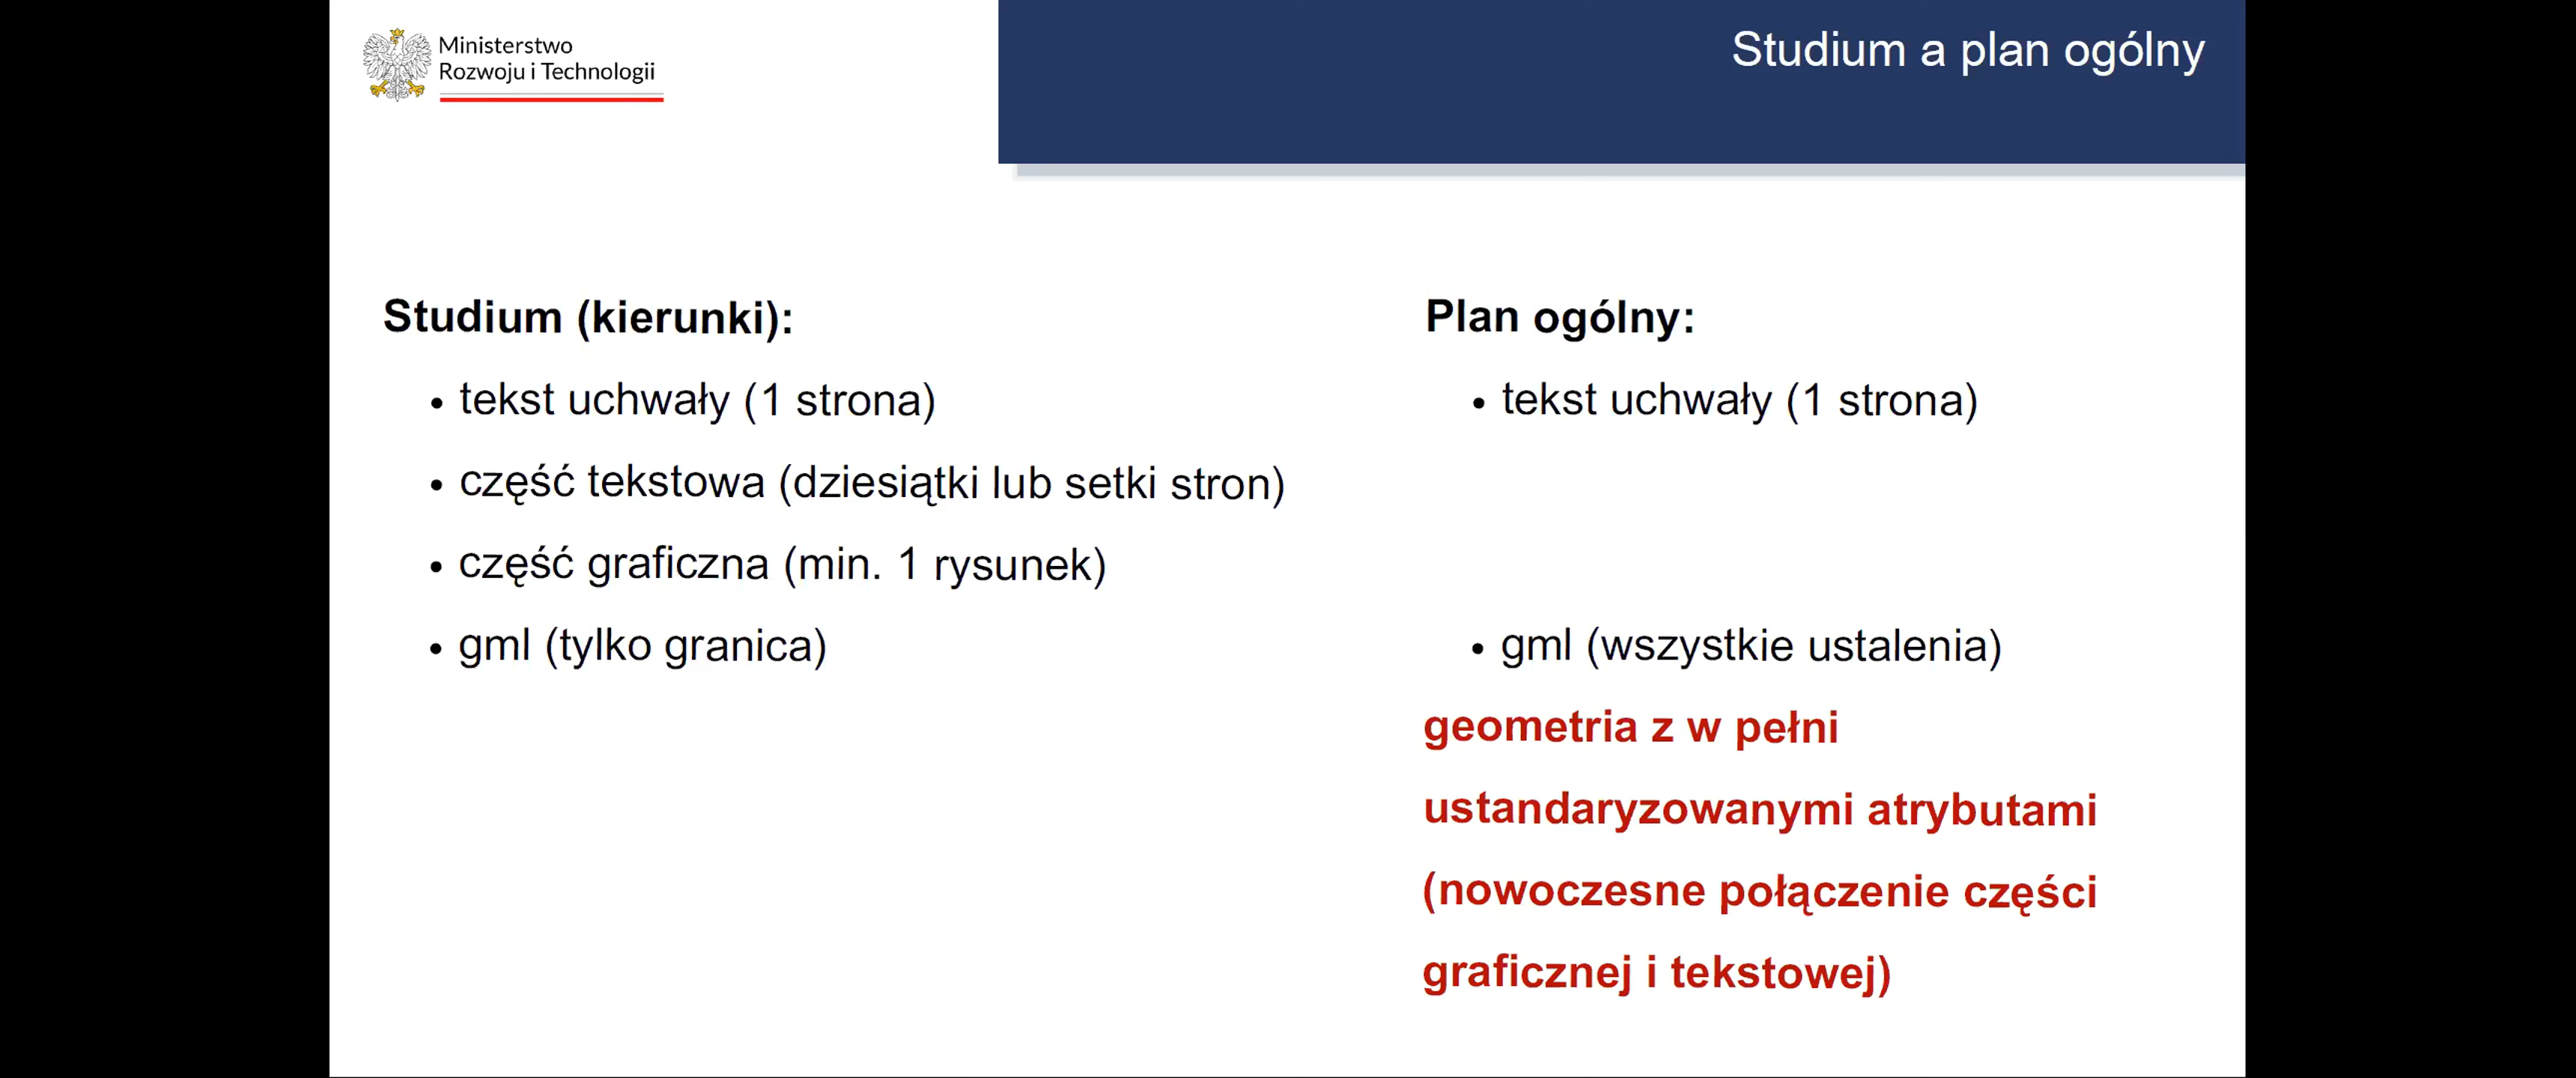 Ministerstwo
Rozwoju i Technologii
Studium a plan ogólny
Studium (kierunki):
• tekst uchwały (1 strona)
• część tekstowa (dziesiątki lub setki stron)
• część graficzna (min. 1 rysunek)
• gml (tylko granica)
Plan ogólny:
• tekst uchwały (1 strona)
• gml (wszystkie ustalenia)
geometria z w pełni
ustandaryzowanymi atrybutami
(nowoczesne połączenie części
graficznej i tekstowej)